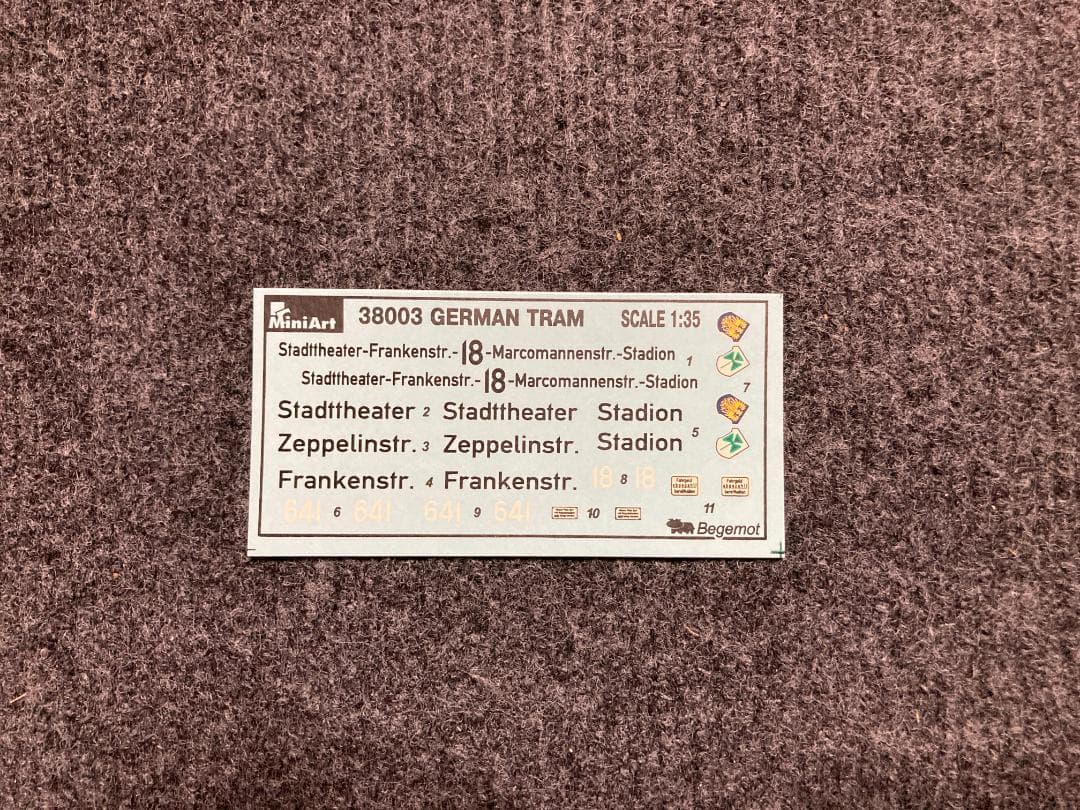 MiniArt 38003 GERMAN TRAM SCALE 1:35
Stadttheater-Frankenstr.-18-Marcomannenstr.-Stadion 1
Stadttheater-Frankenstr.-18-Marcomannenstr.-Stadion
7
Stadttheater 2 Stadttheater Stadion
Zeppelinstr. 3 Zeppelinstr. Stadion 5
Frankenstr. 4 Frankenstr. 18 8 18
641 6 641 641 9 641 10 11
Begemot